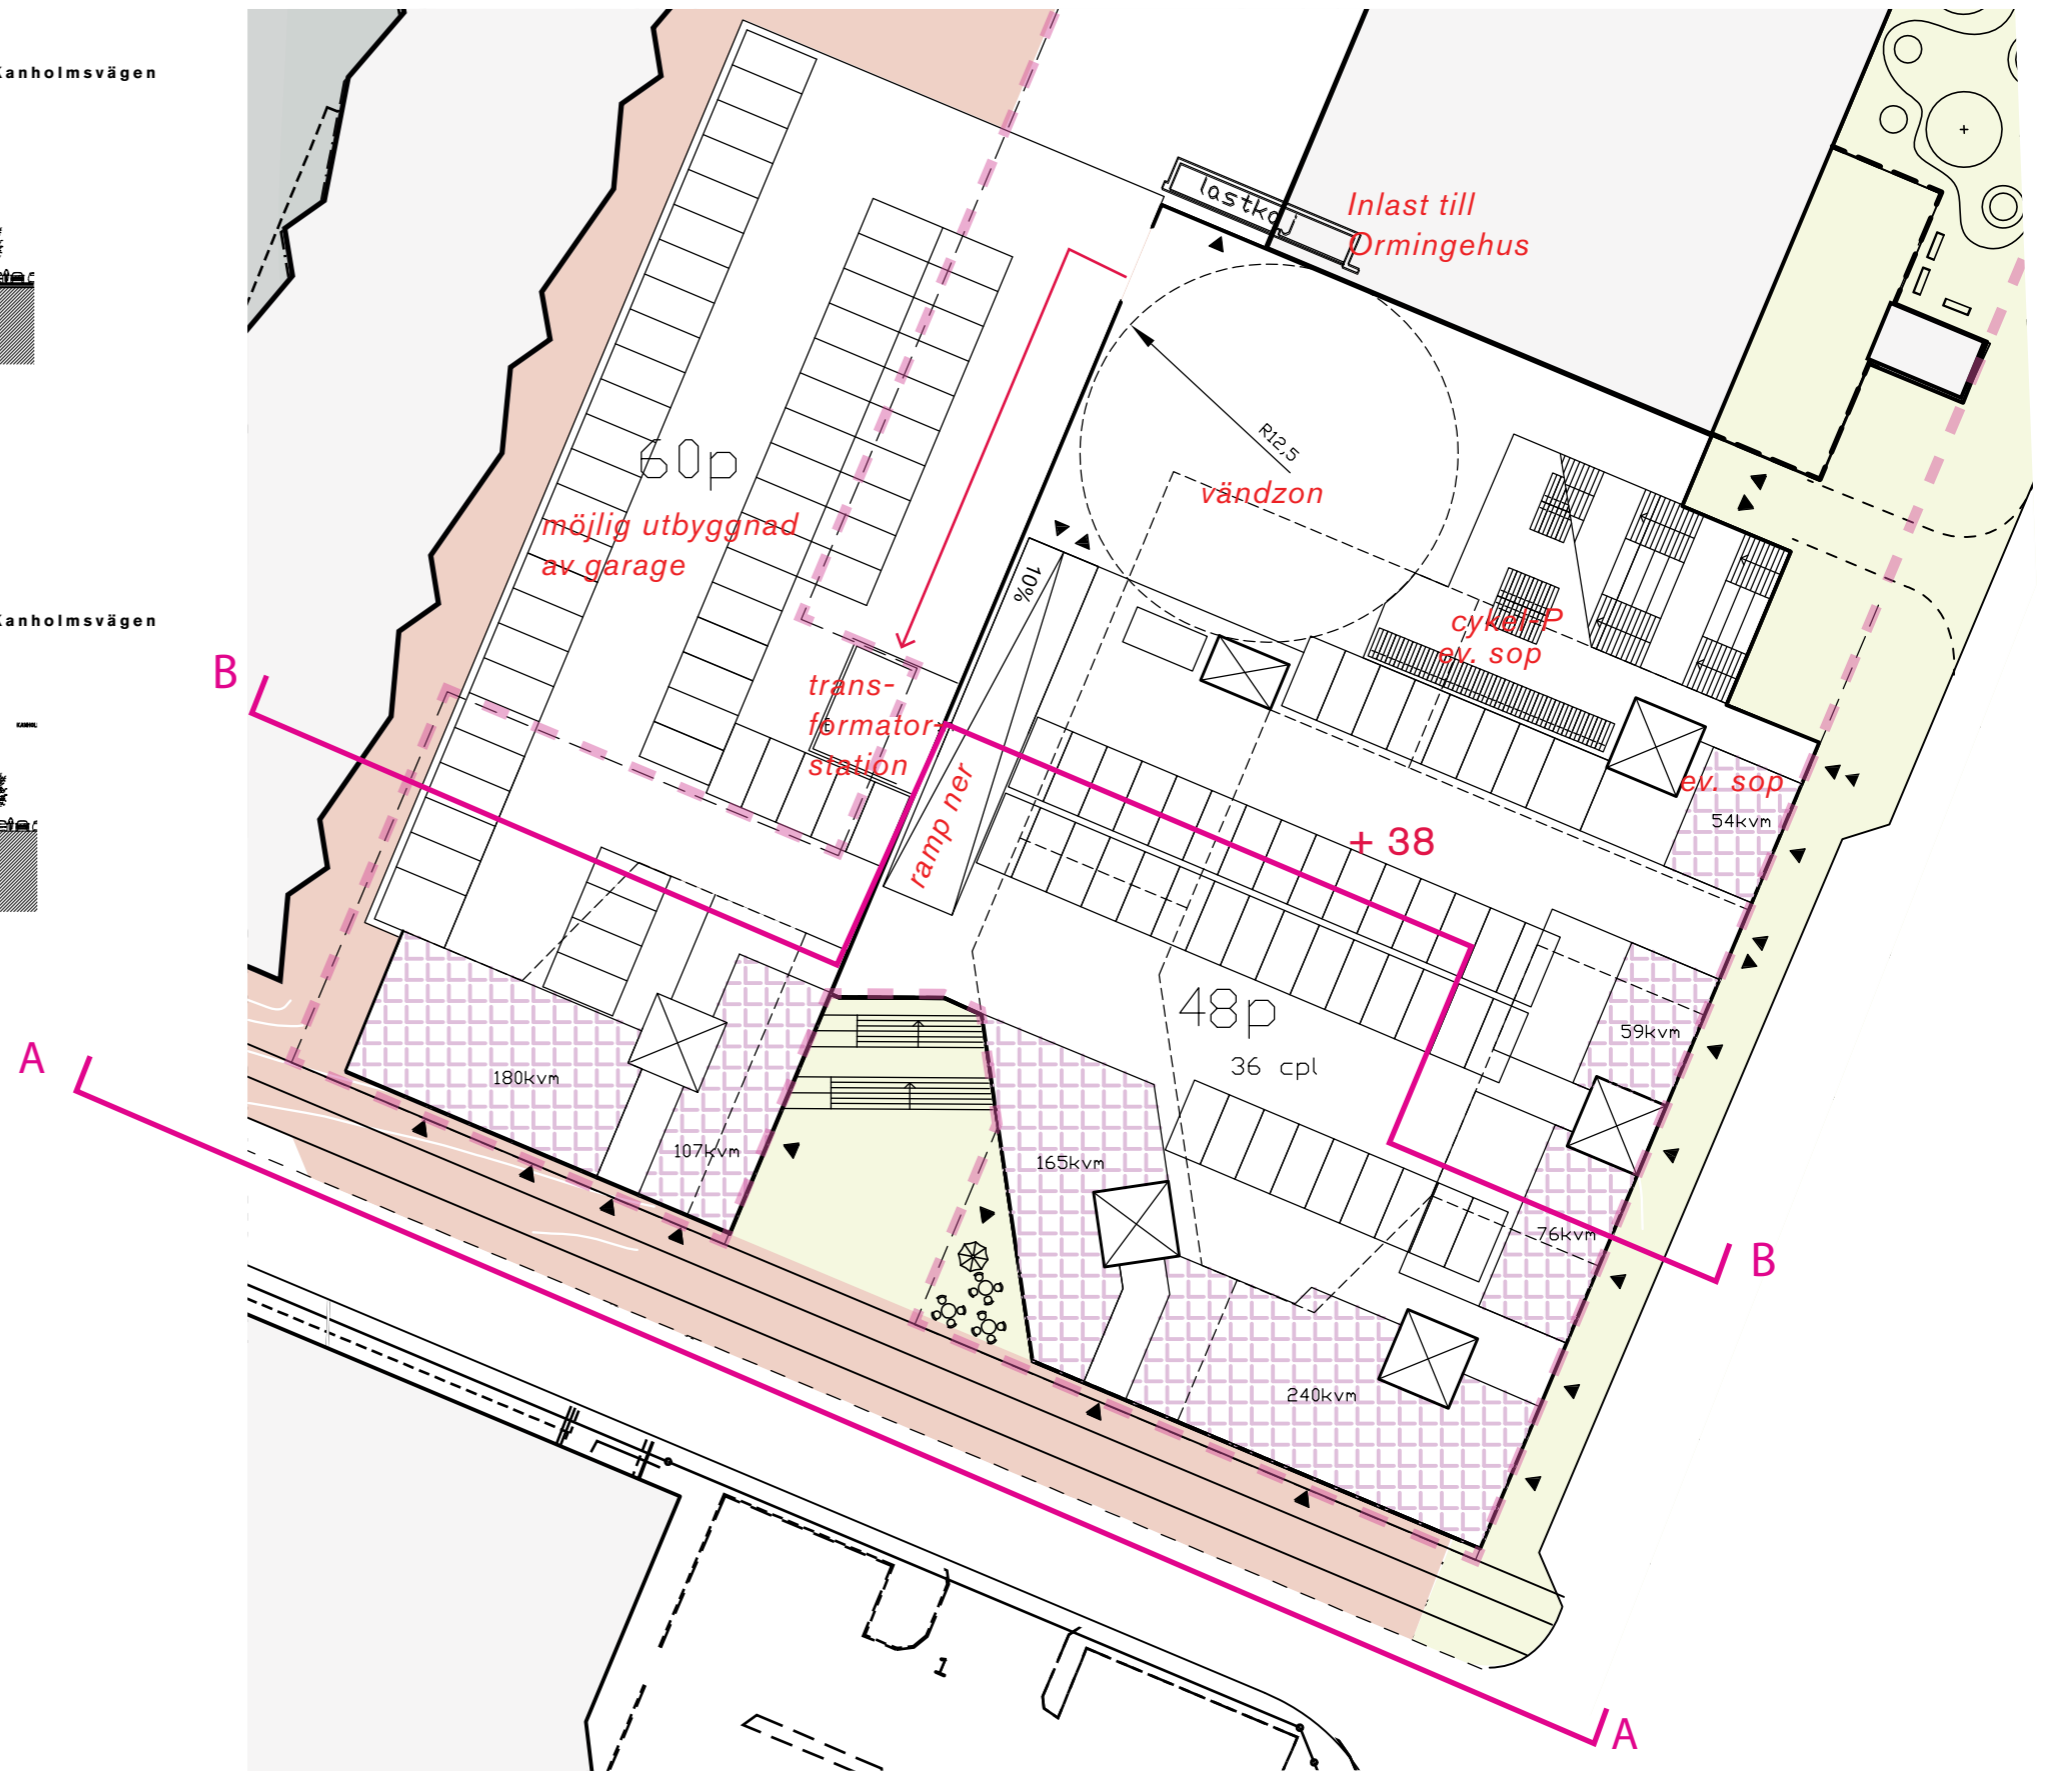 Kanholmsvägen
lastkaj
Inlast till
Ormingehus
R12,5
vändzon
60p
möjlig utbyggnad
av garage
10%
cykel-P
ev. sop
Kanholmsvägen
B
trans-
formator-
station
ramp ner
ev. sop
54kvm
+ 38
48p
36 cpl
59kvm
A
180kvm
107kvm
165kvm
76kvm
B
240kvm
1
A